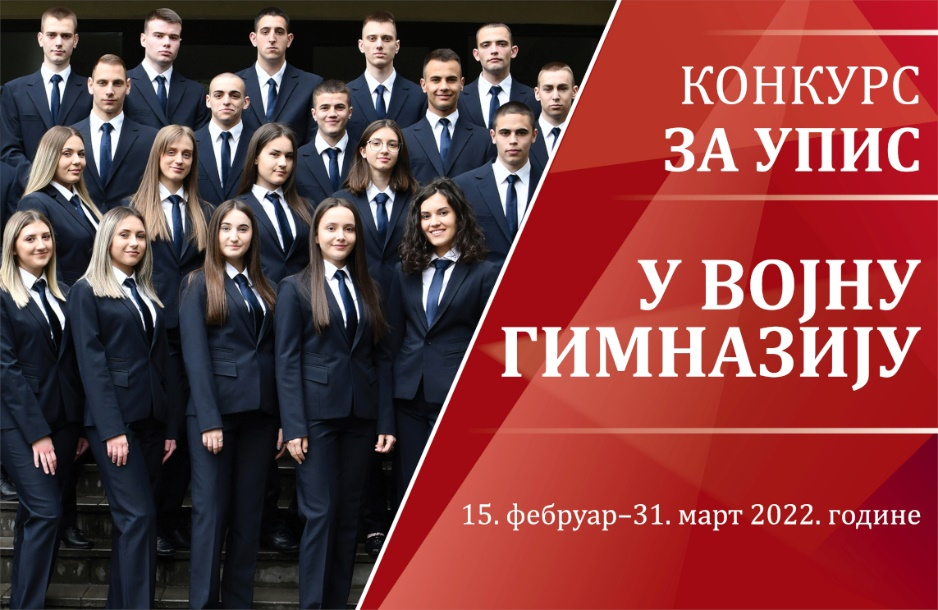 КОНКУРС
ЗА УПИС
У ВОЈНУ
ГИМНАЗИЈУ
15. фебруар–31. март 2022. године